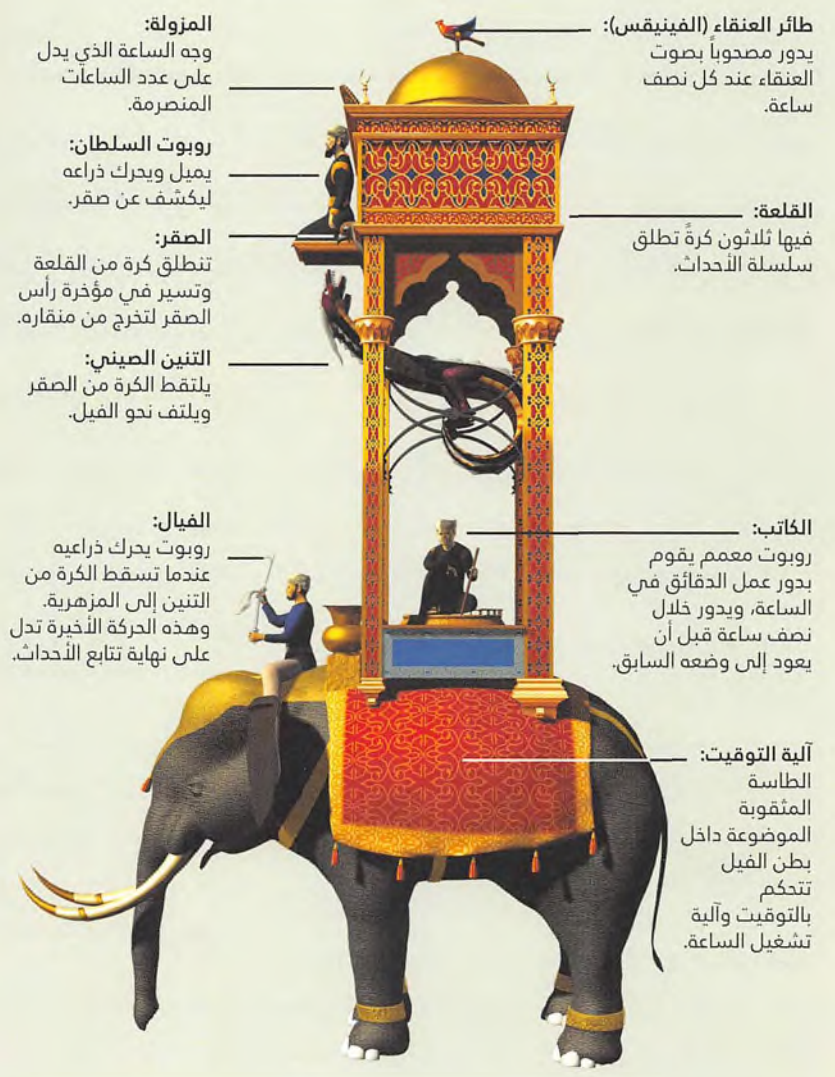 طائر العنقاء (الفينيقس):
يدور مصحوباً بصوت
العنقاء عند كل نصف
ساعة.
القلعة:
فيها ثلاثون كرةً تطلق
سلسلة الأحداث.
الكاتب:
روبوت معمم يقوم
بدور عمل الدقائق في
الساعة، ويدور خلال
نصف ساعة قبل أن
يعود إلى وضعه السابق.
آلية التوقيت:
الطاسة
المثقوبة
الموضوعة داخل
بطن الفيل
تتحكم
بالتوقيت وآلية
تشغيل الساعة.
المزولة:
وجه الساعة الذي يدل
على عدد الساعات
المنصرمة.
روبوت السلطان:
يميل ويحرك ذراعه
ليكشف عن صقر.
الصقر:
تنطلق كرة من القلعة
وتسير في مؤخرة رأس
الصقر لتخرج من منقاره.
التنين الصيني:
يلتقط الكرة من الصقر
ويلتف نحو الفيل.
الفيال:
روبوت يحرك ذراعيه
عندما تسقط الكرة من
التنين إلى المزهرية.
وهذه الحركة الأخيرة تدل
على نهاية تتابع الأحداث.